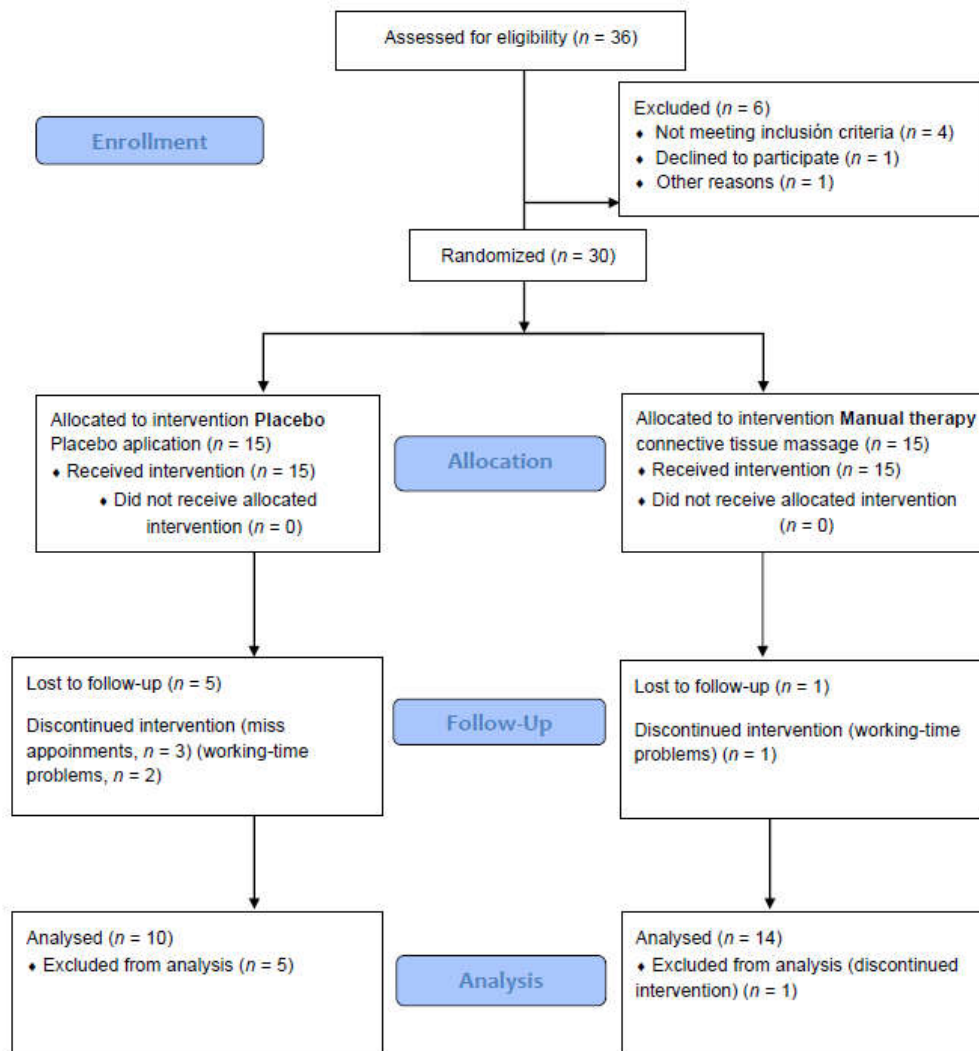 Assessed for eligibility (n = 36)
Enrollment
Excluded (n = 6)
♦ Not meeting inclusión criteria (n = 4)
♦ Declined to participate (n = 1)
♦ Other reasons (n = 1)
Randomized (n = 30)
Allocated to intervention Placebo
Placebo aplication (n = 15)
♦ Received intervention (n = 15)
♦ Did not receive allocated
intervention (n = 0)
Allocation
Allocated to intervention Manual therapy
connective tissue massage (n = 15)
♦ Received intervention (n = 15)
♦ Did not receive allocated intervention
(n = 0)
Lost to follow-up (n = 5)
Discontinued intervention (miss
appoinments, n = 3) (working-time
problems, n = 2)
Follow-Up
Lost to follow-up (n = 1)
Discontinued intervention (working-time
problems) (n = 1)
Analysed (n = 10)
♦ Excluded from analysis (n = 5)
Analysis
Analysed (n = 14)
♦ Excluded from analysis (discontinued
intervention) (n = 1)